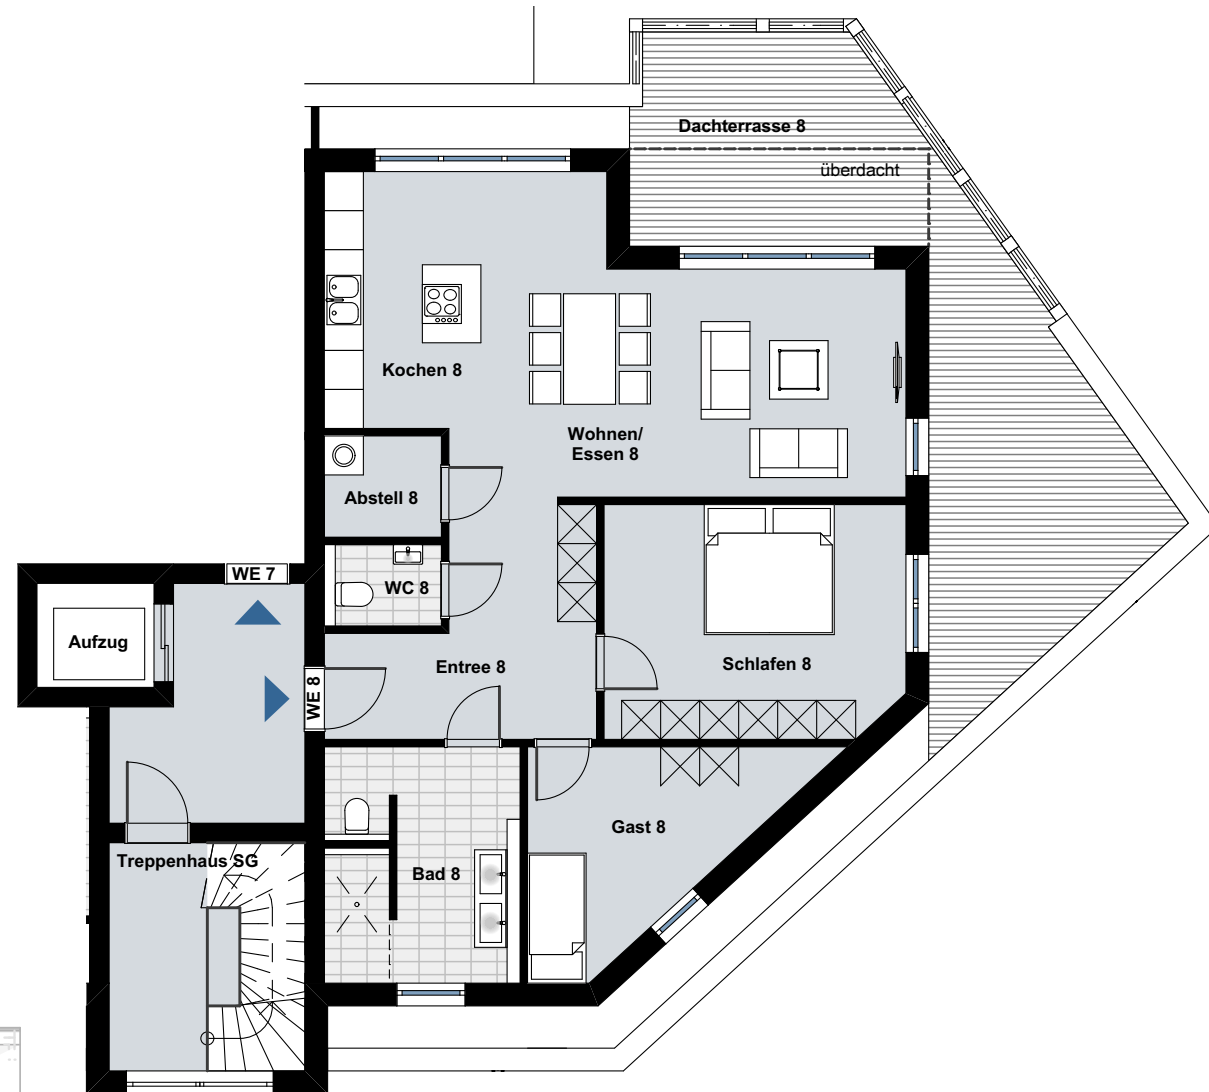 Dachterrasse 8
überdacht
Kochen 8
Wohnen/
Essen 8
Abstell 8
WE 7
WC 8
Aufzug
Entree 8
Schlafen 8
WE 8
Gast 8
Treppenhaus SG
Bad 8